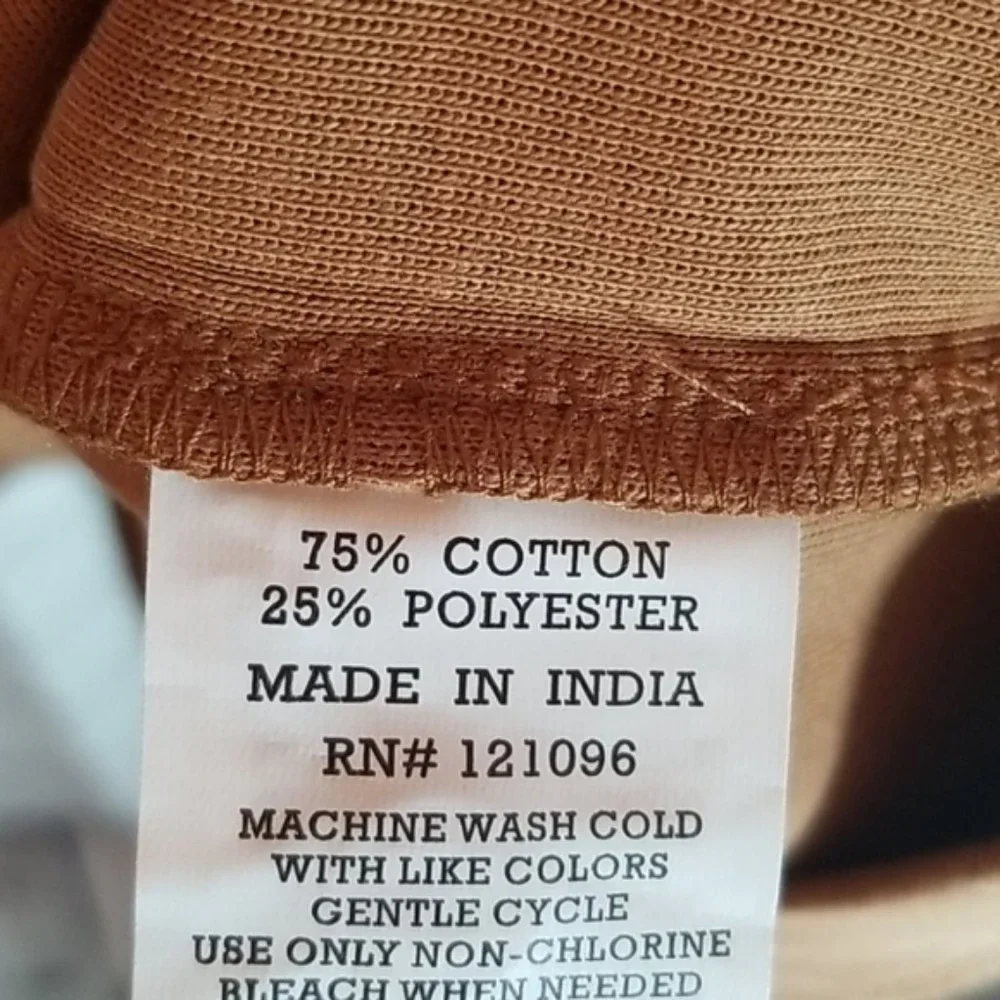 75% COTTON
25% POLYESTER
MADE IN INDIA
RN# 121096
MACHINE WASH COLD
WITH LIKE COLORS
GENTLE CYCLE
USE ONLY NON-CHLORINE
BLEACH WHEN NEEDED